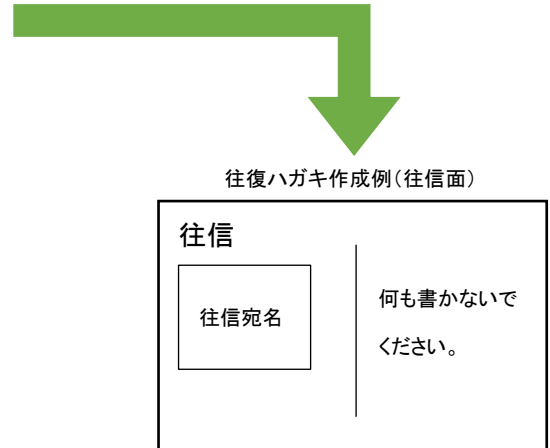 往復ハガキ作成例(往信面)
往信
往信宛名
何も書かないで
ください。